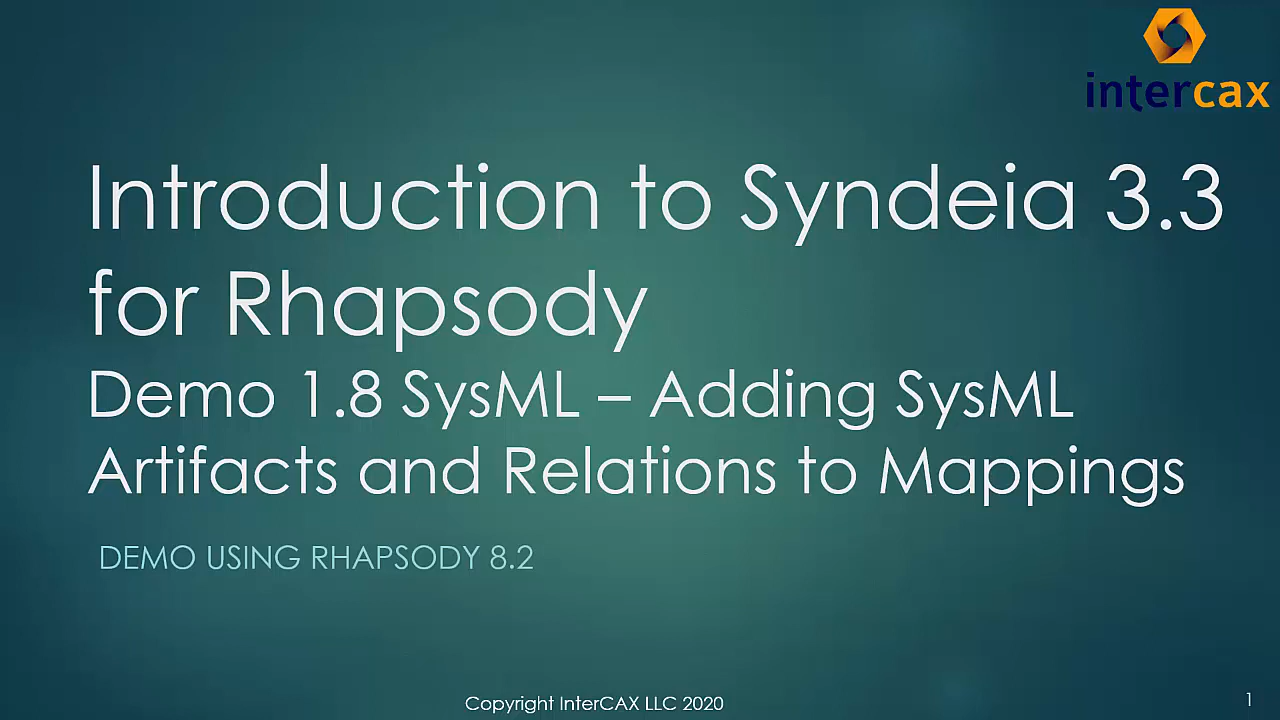 intercax
Introduction to Syndeia 3.3
for Rhapsody
Demo 1.8 SysML – Adding SysML
Artifacts and Relations to Mappings
DEMO USING RHAPSODY 8.2
Copyright InterCAX LLC 2020
1